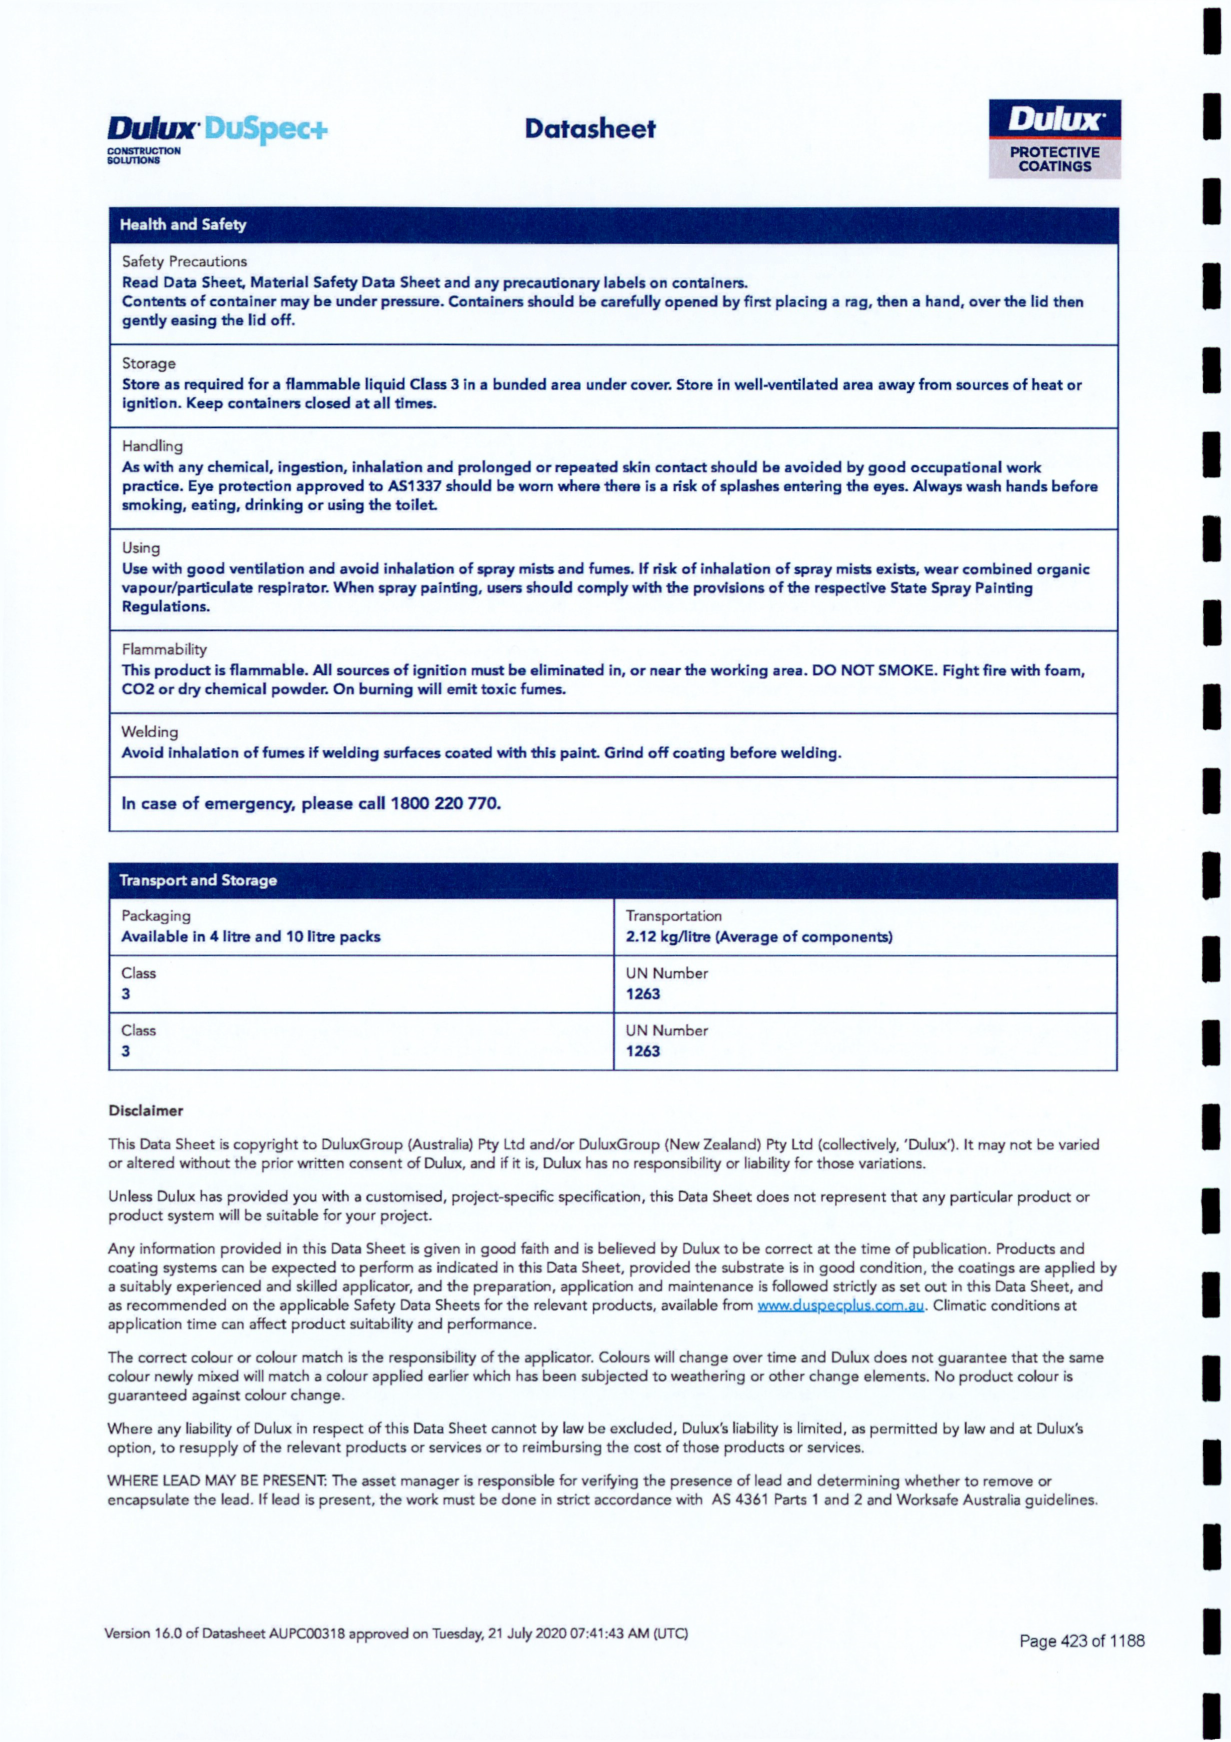 Dulux DuSpec+
CONSTRUCTION
SOLUTIONS
Datasheet
Dulux
PROTECTIVE
COATINGS
Health and Safety
Safety Precautions
Read Data Sheet, Material Safety Data Sheet and any precautionary labels on containers.
Contents of container may be under pressure. Containers should be carefully opened by first placing a rag, then a hand, over the lid then
gently easing the lid off.
Storage
Store as required for a flammable liquid Class 3 in a bunded area under cover. Store in well-ventilated area away from sources of heat or
ignition. Keep containers closed at all times.
Handling
As with any chemical, ingestion, inhalation and prolonged or repeated skin contact should be avoided by good occupational work
practice. Eye protection approved to AS1337 should be worn where there is a risk of splashes entering the eyes. Always wash hands before
smoking, eating, drinking or using the toilet.
Using
Use with good ventilation and avoid inhalation of spray mists and fumes. If risk of inhalation of spray mists exists, wear combined organic
vapour/particulate respirator. When spray painting, users should comply with the provisions of the respective State Spray Painting
Regulations.
Flammability
This product is flammable. All sources of ignition must be eliminated in, or near the working area. DO NOT SMOKE. Fight fire with foam,
CO2 or dry chemical powder. On burning will emit toxic fumes.
Welding
Avoid inhalation of fumes if welding surfaces coated with this paint. Grind off coating before welding.
In case of emergency, please call 1800 220 770.
Transport and Storage
Packaging
Available in 4 litre and 10 litre packs
Transportation
2.12 kg/litre (Average of components)
Class
3
UN Number
1263
Class
3
UN Number
1263
Disclaimer
This Data Sheet is copyright to DuluxGroup (Australia) Pty Ltd and/or DuluxGroup (New Zealand) Pty Ltd (collectively, 'Dulux'). It may not be varied
or altered without the prior written consent of Dulux, and if it is, Dulux has no responsibility or liability for those variations.
Unless Dulux has provided you with a customised, project-specific specification, this Data Sheet does not represent that any particular product or
product system will be suitable for your project.
Any information provided in this Data Sheet is given in good faith and is believed by Dulux to be correct at the time of publication. Products and
coating systems can be expected to perform as indicated in this Data Sheet, provided the substrate is in good condition, the coatings are applied by
a suitably experienced and skilled applicator, and the preparation, application and maintenance is followed strictly as set out in this Data Sheet, and
as recommended on the applicable Safety Data Sheets for the relevant products, available from www.duspecplus.com.au. Climatic conditions at
application time can affect product suitability and performance.
The correct colour or colour match is the responsibility of the applicator. Colours will change over time and Dulux does not guarantee that the same
colour newly mixed will match a colour applied earlier which has been subjected to weathering or other change elements. No product colour is
guaranteed against colour change.
Where any liability of Dulux in respect of this Data Sheet cannot by law be excluded, Dulux's liability is limited, as permitted by law and at Dulux's
option, to resupply of the relevant products or services or to reimbursing the cost of those products or services.
WHERE LEAD MAY BE PRESENT: The asset manager is responsible for verifying the presence of lead and determining whether to remove or
encapsulate the lead. If lead is present, the work must be done in strict accordance with AS 4361 Parts 1 and 2 and Worksafe Australia guidelines.
Version 16.0 of Datasheet AUPC00318 approved on Tuesday, 21 July 2020 07:41:43 AM (UTC)
Page 423 of 1188